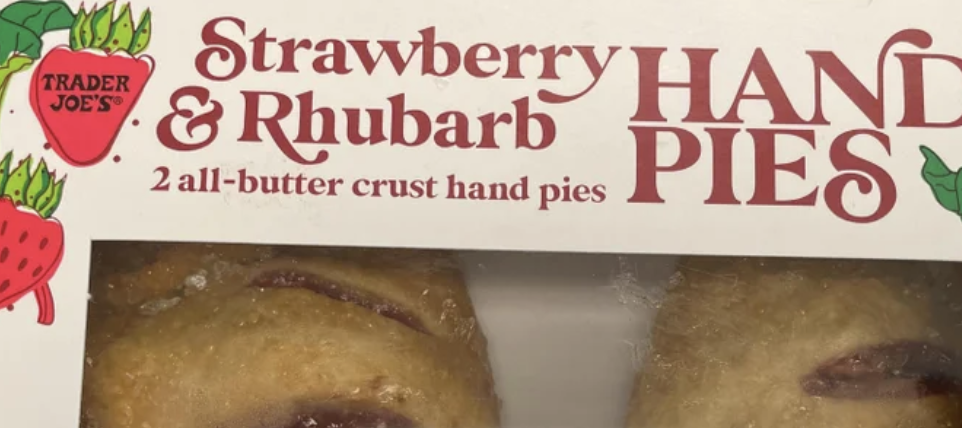 TRADER
JOE'S®
Strawberry
& Rhubarb
2 all-butter crust hand pies
HAND
PIES